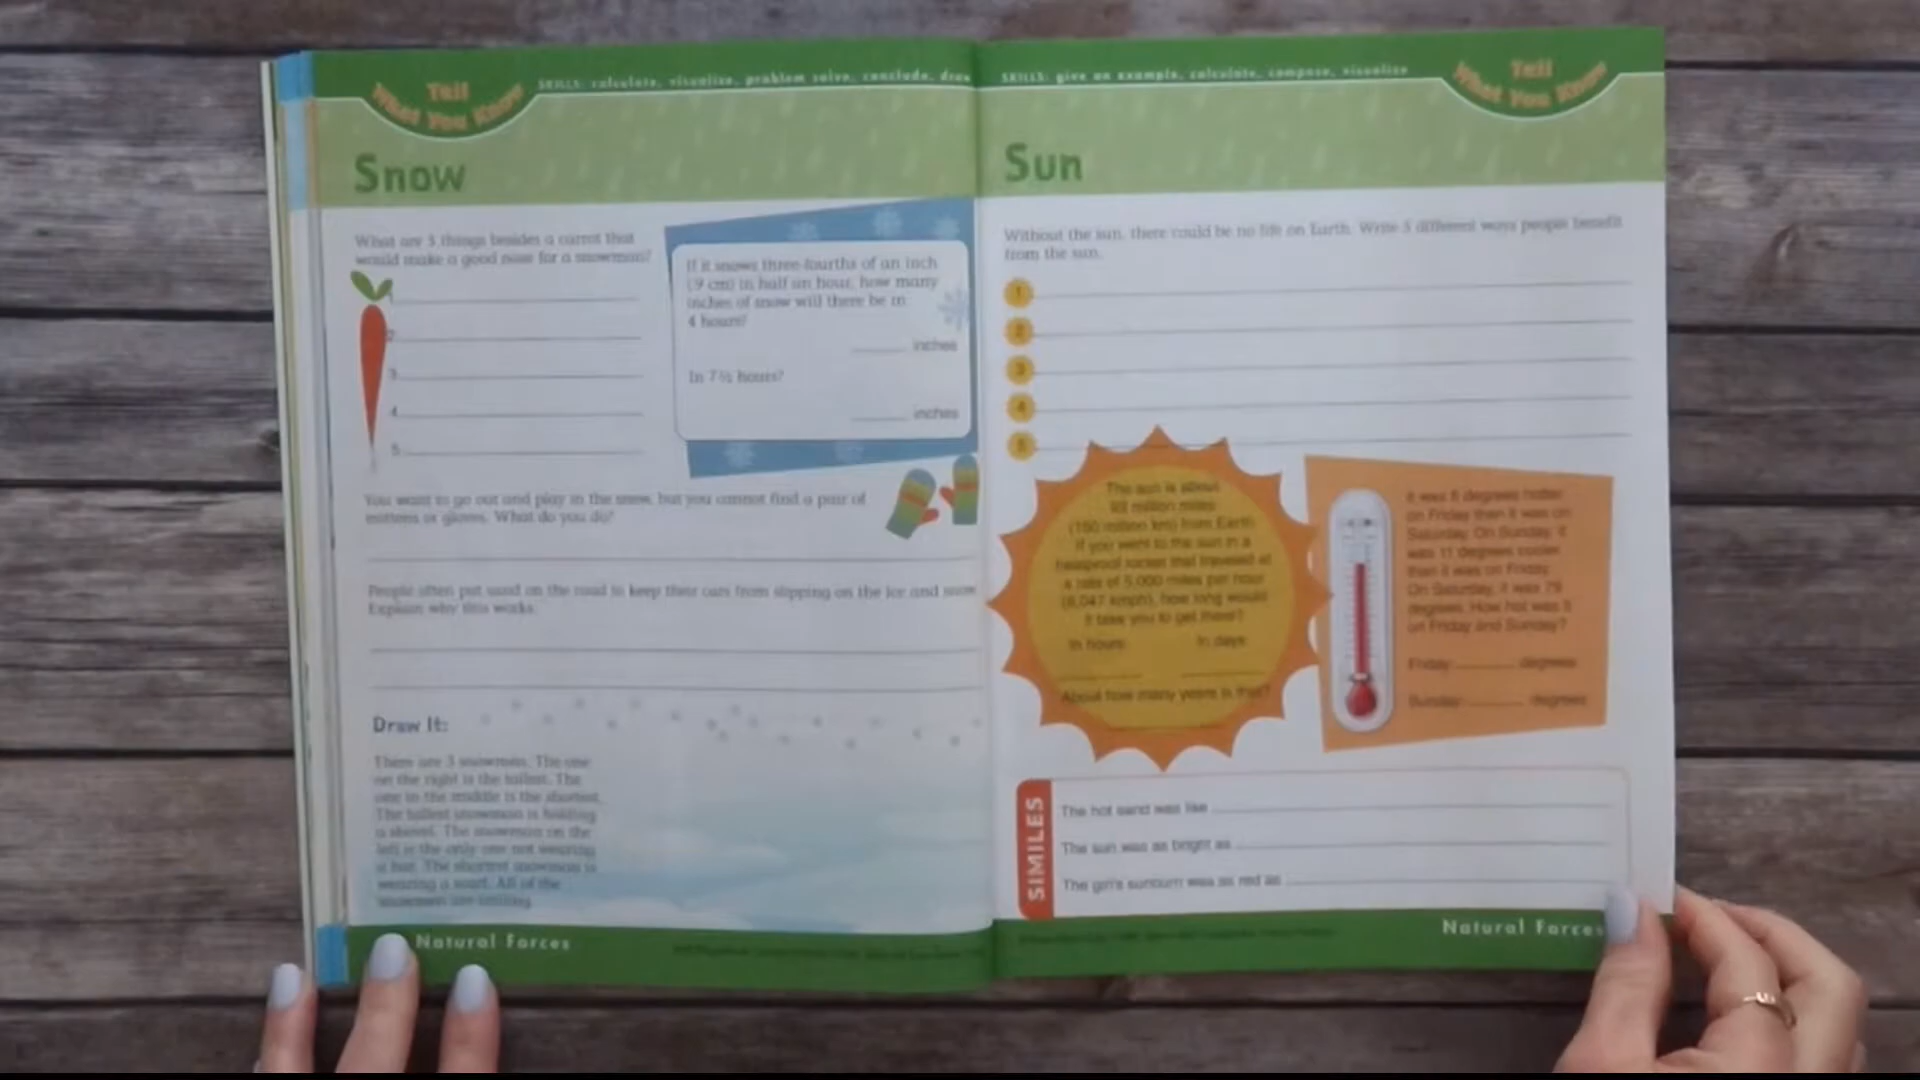 Tell
What You Know
SKILLS: calculate, visualize, problem solve, conclude, draw
Snow
What are 5 things besides a carrot that
would make a good nose for a snowman?
2
3
4
5
If it snows three-fourths of an inch
(9 cm) in half an hour, how many
inches of snow will there be in
4 hours?
inches
In 7½ hours?
inches
You want to go out and play in the snow, but you cannot find a pair of
mittens or gloves. What do you do?
People often put sand on the road to keep their cars from slipping on the ice and snow
Explain why this works.
Draw It:
There are 3 snowmen. The one
on the right is the tallest. The
one in the middle is the shortest.
The tallest snowman is holding
a shovel. The snowman on the
left is the only one not wearing
a hat. The shortest snowman is
wearing a scarf. All of the
snowmen are smiling.
Natural Forces
SKILLS: give an example, calculate, compose, visualize
Tell
What You Know
Sun
Without the sun, there could be no life on Earth. Write 5 different ways people benefit
from the sun.
1
2
3
4
5
The sun is about
93 million miles
(150 million km) from Earth.
If you went to the sun in a
heatproof rocket that traveled at
a rate of 5,000 miles per hour
(8,047 kmph), how long would
it take you to get there?
In hours:
In days:
About how many years is that?
It was 8 degrees hotter
on Friday than it was on
Saturday. On Sunday, it
was 11 degrees cooler
than it was on Friday.
On Saturday, it was 79
degrees. How hot was it
on Friday and Sunday?
Friday: degrees
Sunday: degrees
SIMILES
The hot sand was like
The sun was as bright as
The girl's sunburn was as red as
Natural Forces